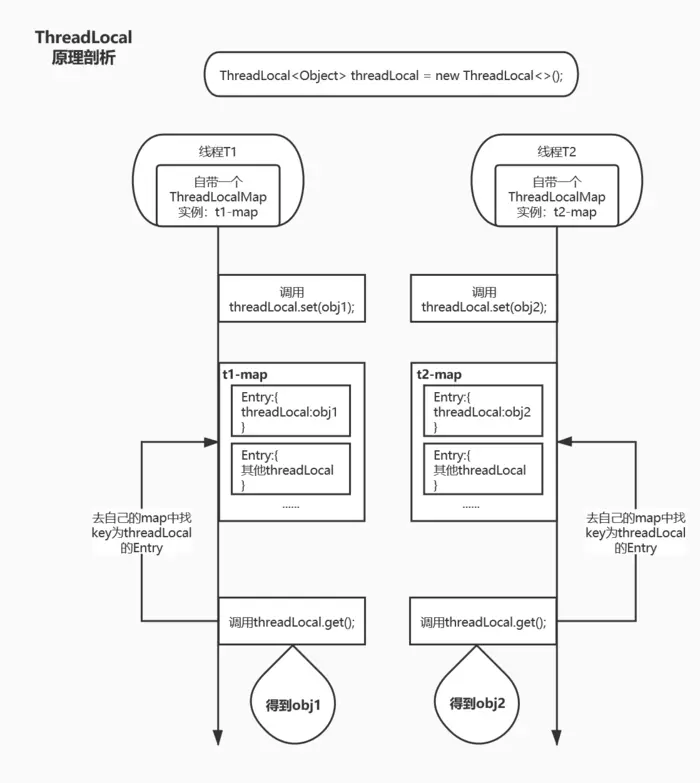 ThreadLocal
原理剖析
ThreadLocal<Object> threadLocal = new ThreadLocal<>();
线程T1
自带一个
ThreadLocalMap
实例：t1-map
线程T2
自带一个
ThreadLocalMap
实例：t2-map
调用
threadLocal.set(obj1);
调用
threadLocal.set(obj2);
t1-map
Entry:{
threadLocal:obj1
}
Entry:{
其他threadLocal
}
......
t2-map
Entry:{
threadLocal:obj2
}
Entry:{
其他threadLocal
}
......
去自己的map中找
key为threadLocal
的Entry
去自己的map中找
key为threadLocal
的Entry
调用threadLocal.get();
调用threadLocal.get();
得到obj1
得到obj2